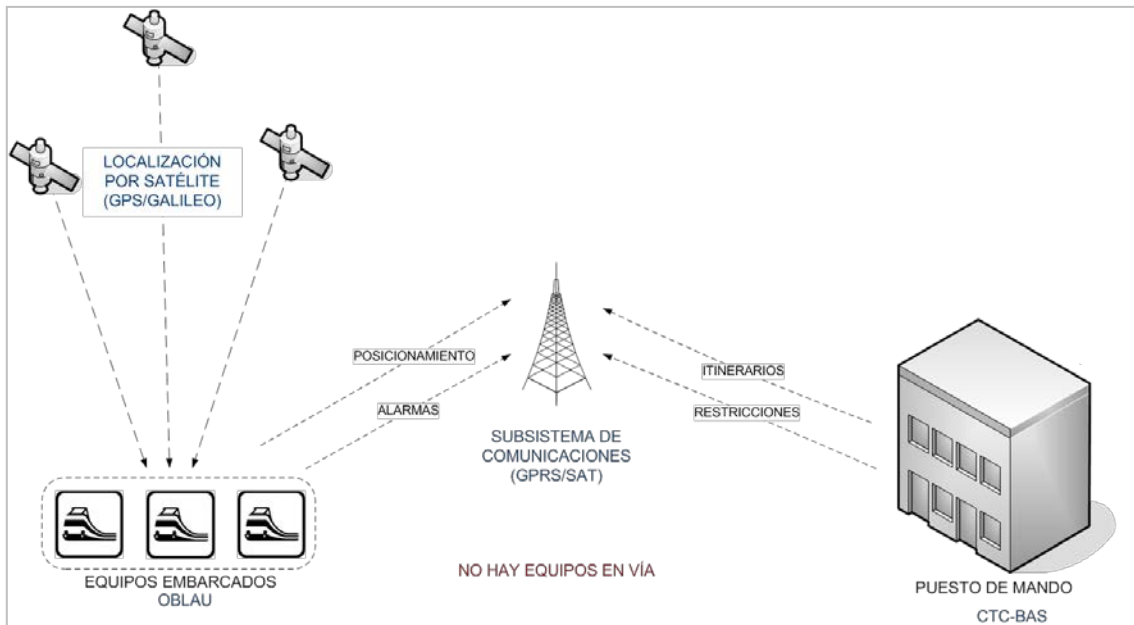 LOCALIZACIÓN
POR SATÉLITE
(GPS/GALILEO)
POSICIONAMIENTO
ALARMAS
ITINERARIOS
RESTRICCIONES
SUBSISTEMA DE
COMUNICACIONES
(GPRS/SAT)
EQUIPOS EMBARCADOS
OBLAU
NO HAY EQUIPOS EN VÍA
PUESTO DE MANDO
CTC-BAS